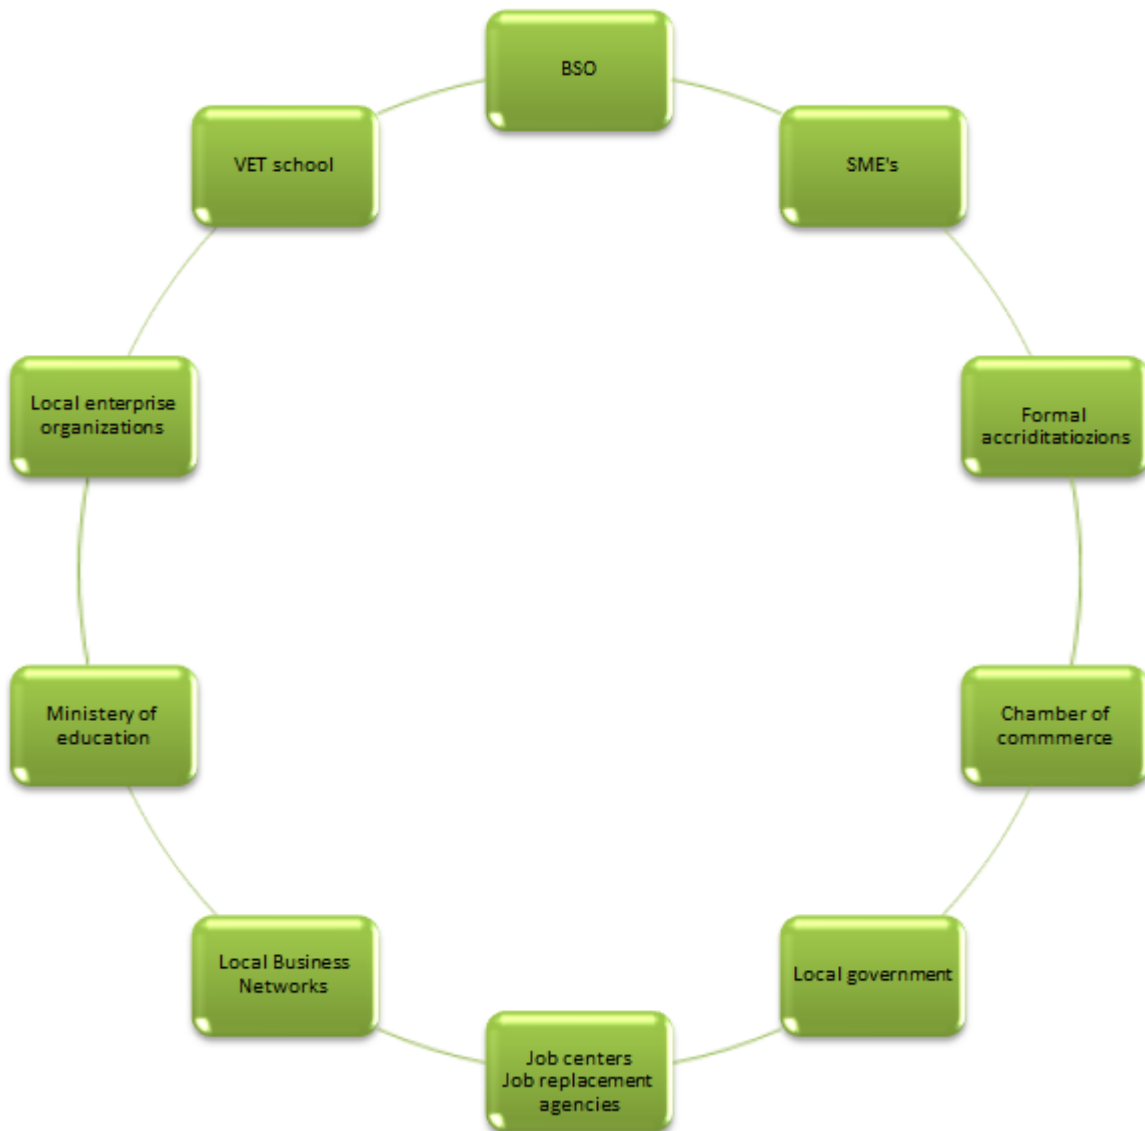 BSO
SME's
Formal
accriditatiozions
Chamber of
commmerce
Local government
Job centers
Job replacement
agencies
Local Business
Networks
Ministery of
education
Local enterprise
organizations
VET school